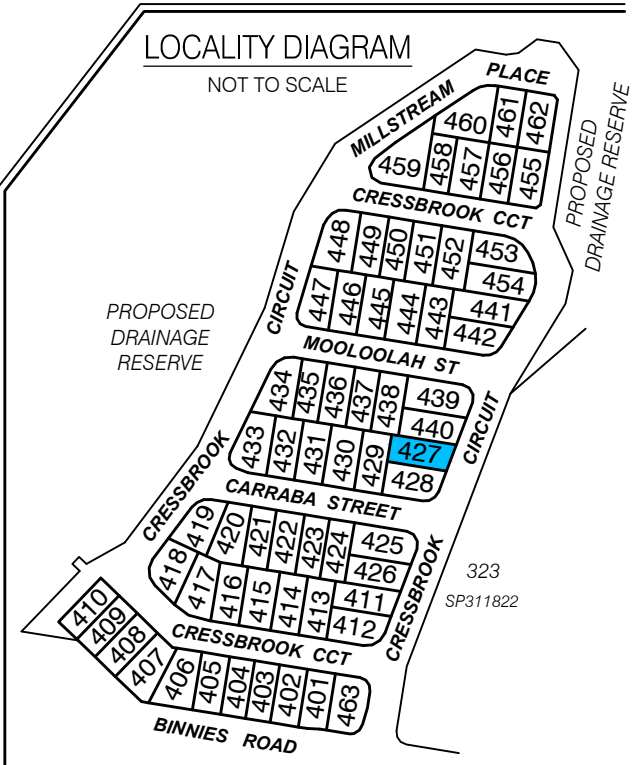 LOCALITY DIAGRAM
NOT TO SCALE
MILLSTREAM PLACE
460 461 462
459 458 457 456 455
PROPOSED
DRAINAGE RESERVE
CRESSBROOK CCT
448 449 450 451 452 453
454
447 446 445 444 443 441
442
CIRCUIT
PROPOSED
DRAINAGE
RESERVE
MOOLOOLAH ST
434 435 436 437 438 439
440
433 432 431 430 429 427
428
CIRCUIT
CRESSBROOK
CARRABA STREET
419 420 421 422 423 424 425
426
418 417 416 415 414 413 411
412
CRESSBROOK
323
SP311822
CRESSBROOK CCT
410
409
408
407 406 405 404 403 402 401 463
BINNIES ROAD